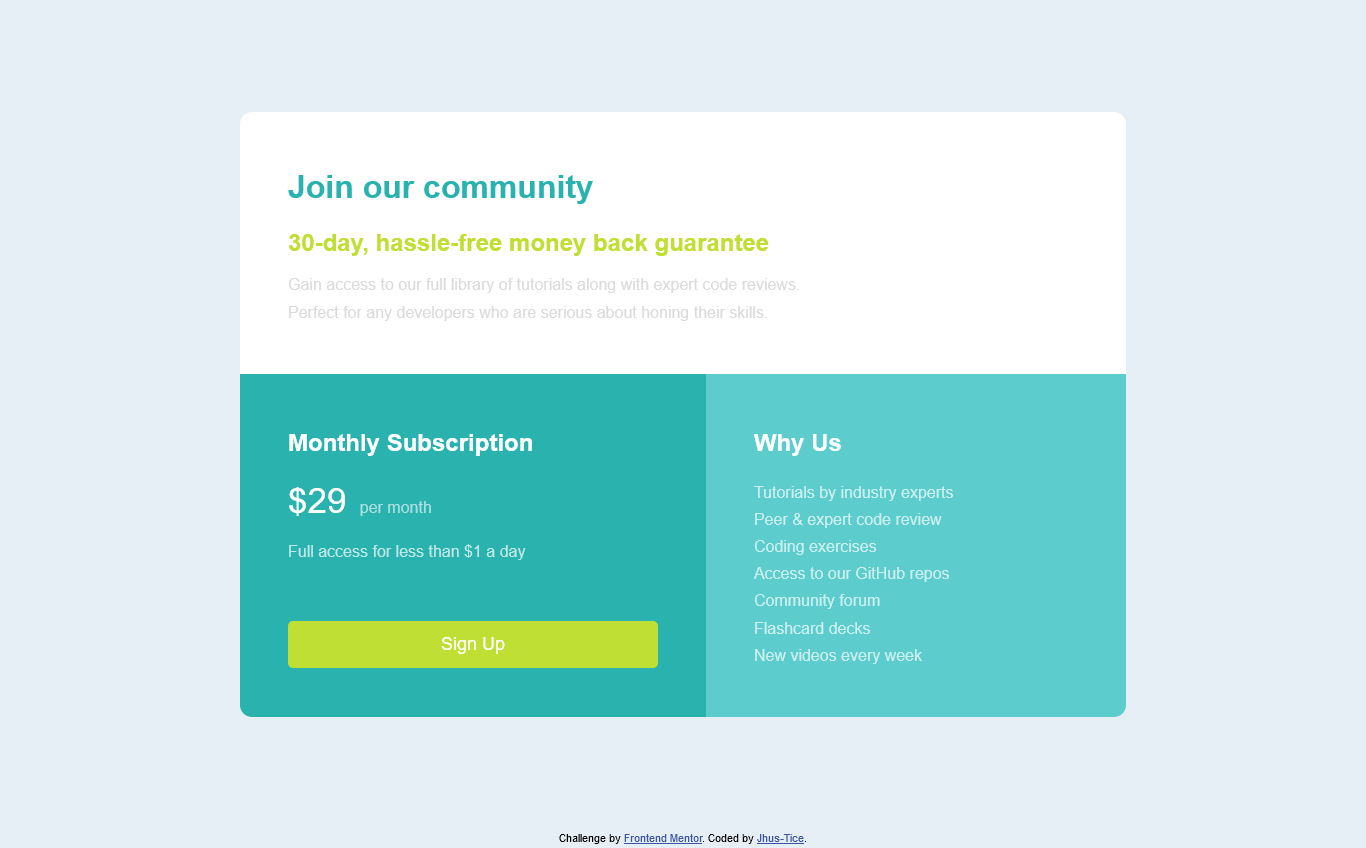 Join our community
30-day, hassle-free money back guarantee
Gain access to our full library of tutorials along with expert code reviews.
Perfect for any developers who are serious about honing their skills.
Monthly Subscription
$29 per month
Full access for less than $1 a day
Sign Up
Why Us
Tutorials by industry experts
Peer & expert code review
Coding exercises
Access to our GitHub repos
Community forum
Flashcard decks
New videos every week
Challenge by Frontend Mentor. Coded by Jhus-Tice.